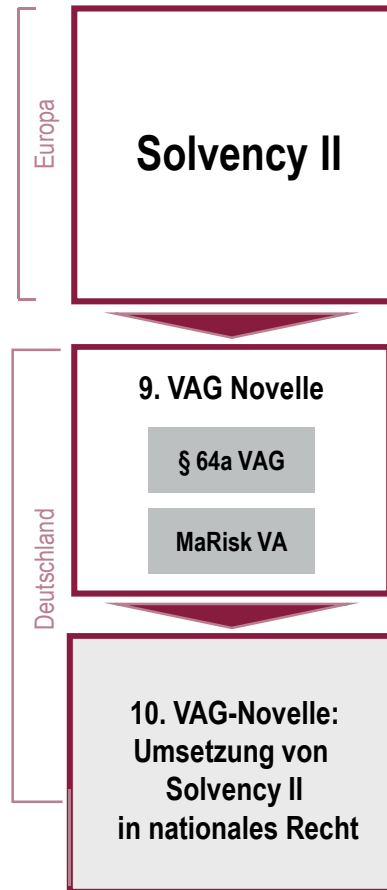 Europa
Solvency II
Deutschland
9. VAG Novelle
§ 64a VAG
MaRisk VA
10. VAG-Novelle:
Umsetzung von
Solvency II
in nationales Recht